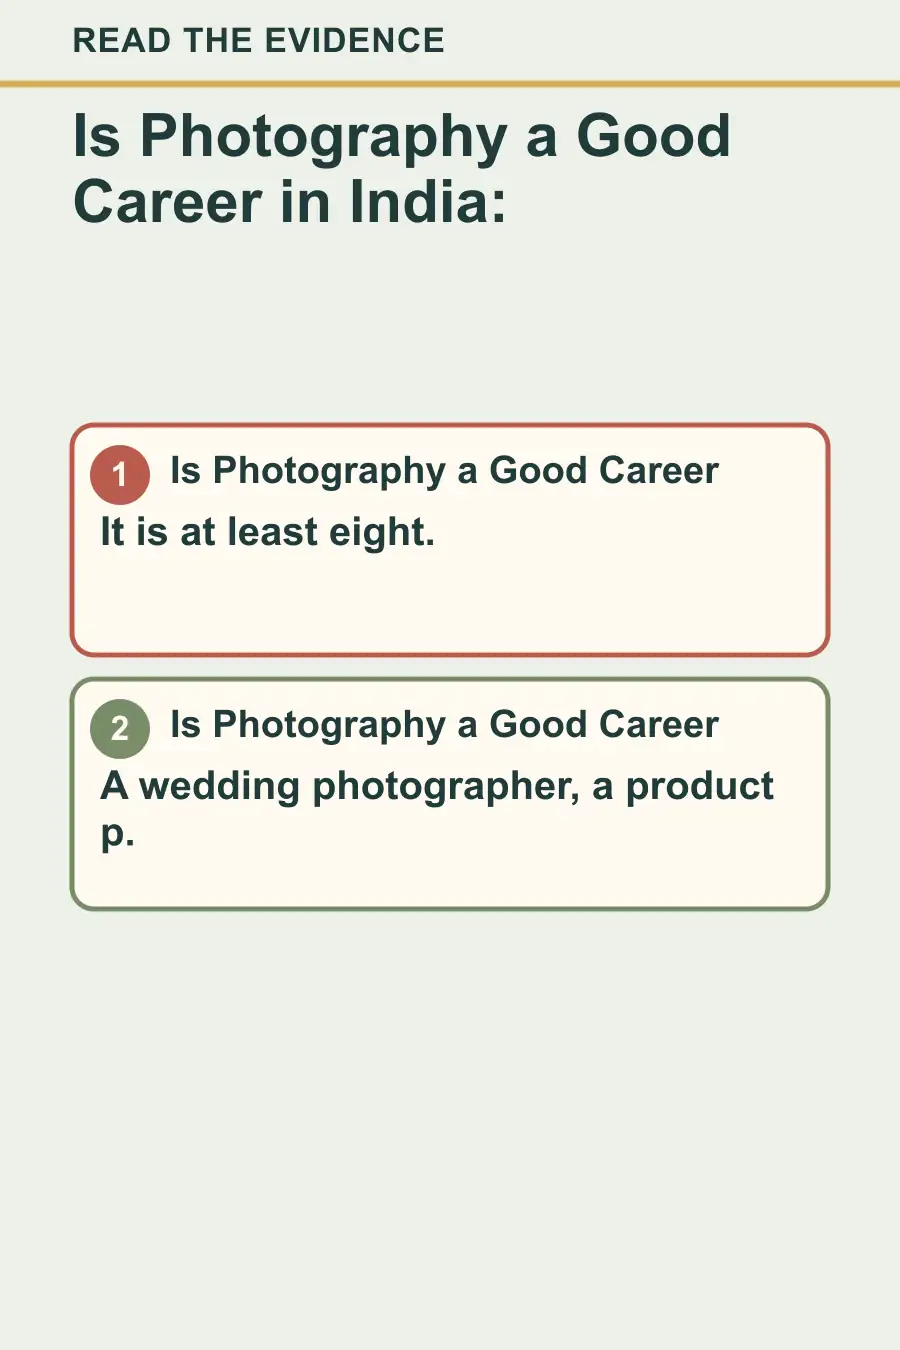 READ THE EVIDENCE
Is Photography a Good
Career in India:
1 Is Photography a Good Career
It is at least eight.
2 Is Photography a Good Career
A wedding photographer, a product
p.